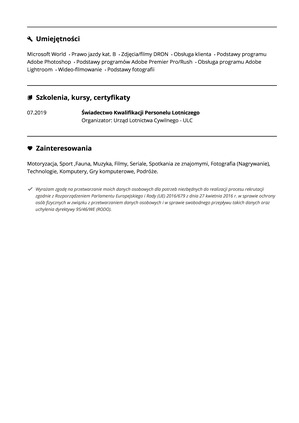 Umiejętności
Microsoft World - Prawo jazdy kat. B - Zdjęcia/filmy DRON - Obsługa klienta - Podstawy programu
Adobe Photoshop - Podstawy programów Adobe Premier Pro/Rush - Obsługa programu Adobe
Lightroom - Wideo-filmowanie - Podstawy fotografii
Szkolenia, kursy, certyfikaty
07.2019 Świadectwo Kwalifikacji Personelu Lotniczego
Organizator: Urząd Lotnictwa Cywilnego - ULC
Zainteresowania
Motoryzacja, Sport ,Fauna, Muzyka, Filmy, Seriale, Spotkania ze znajomymi, Fotografia (Nagrywanie),
Technologie, Komputery, Gry komputerowe, Podróże.
Wyrażam zgodę na przetwarzanie moich danych osobowych dla potrzeb niezbędnych do realizacji procesu rekrutacji
zgodnie z Rozporządzeniem Parlamentu Europejskiego i Rady (UE) 2016/679 z dnia 27 kwietnia 2016 r. w sprawie ochrony
osób fizycznych w związku z przetwarzaniem danych osobowych i w sprawie swobodnego przepływu takich danych oraz
uchylenia dyrektywy 95/46/WE (RODO).